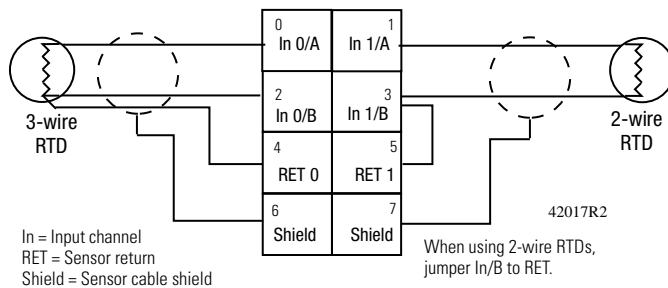 0
1
In 0/A
In 1/A
2
3
In 0/B
In 1/B
3-wire
RTD
2-wire
RTD
4
5
RET 0
RET 1
6
7
Shield
Shield
42017R2
In = Input channel
RET = Sensor return
Shield = Sensor cable shield
When using 2-wire RTDs,
jumper In/B to RET.